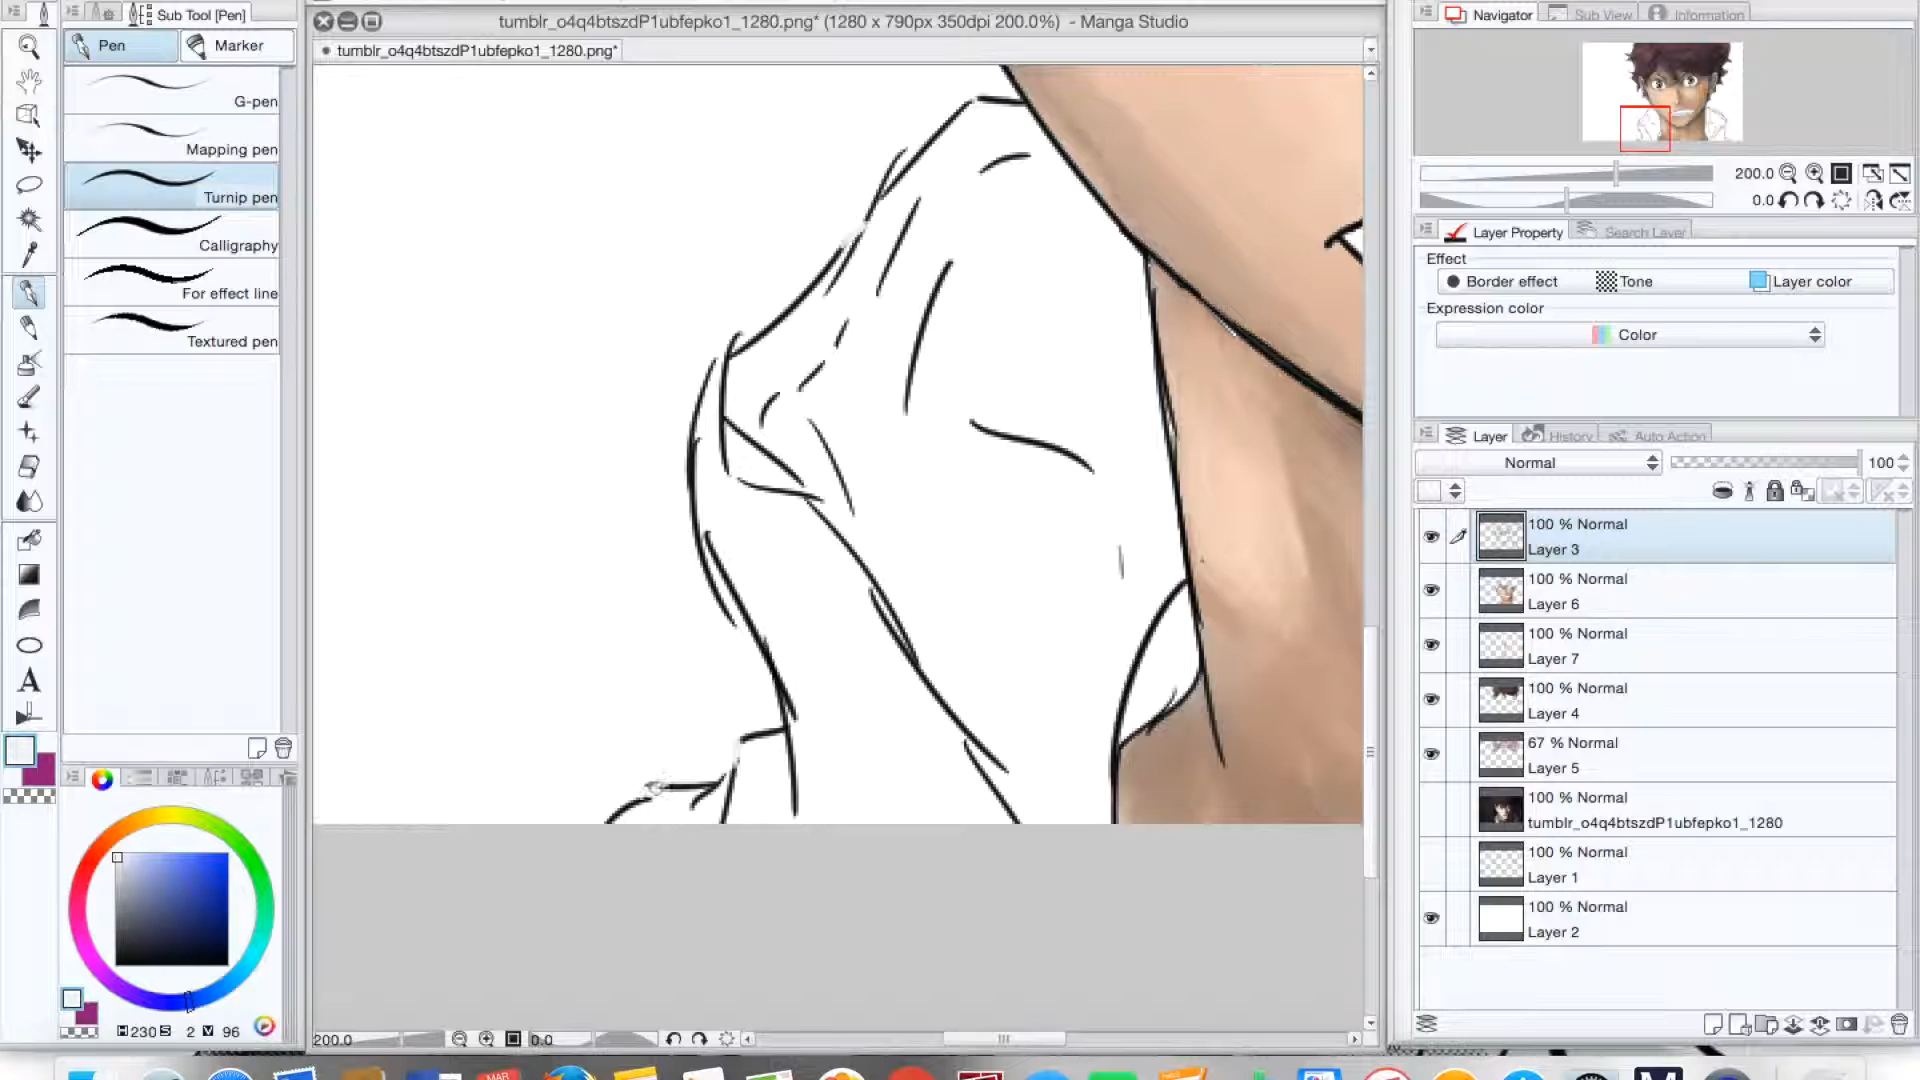 Sub Tool [Pen]
Pen
Marker
G-pen
Mapping pen
Turnip pen
Calligraphy
For effect line
Textured pen
H230 S 2 V 96
tumblr_o4q4btszdP1ubfepko1_1280.png* (1280 x 790px 350dpi 200.0%) - Manga Studio
tumblr_o4q4btszdP1ubfepko1_1280.png*
200.0
0.0
Navigator
Sub View
Information
200.0
0.0
Layer Property
Search Layer
Effect
Border effect
Tone
Layer color
Expression color
Color
Layer
History
Auto Action
Normal
100
100 % Normal
Layer 3
100 % Normal
Layer 6
100 % Normal
Layer 7
100 % Normal
Layer 4
67 % Normal
Layer 5
100 % Normal
tumblr_o4q4btszdP1ubfepko1_1280
100 % Normal
Layer 1
100 % Normal
Layer 2
MAR